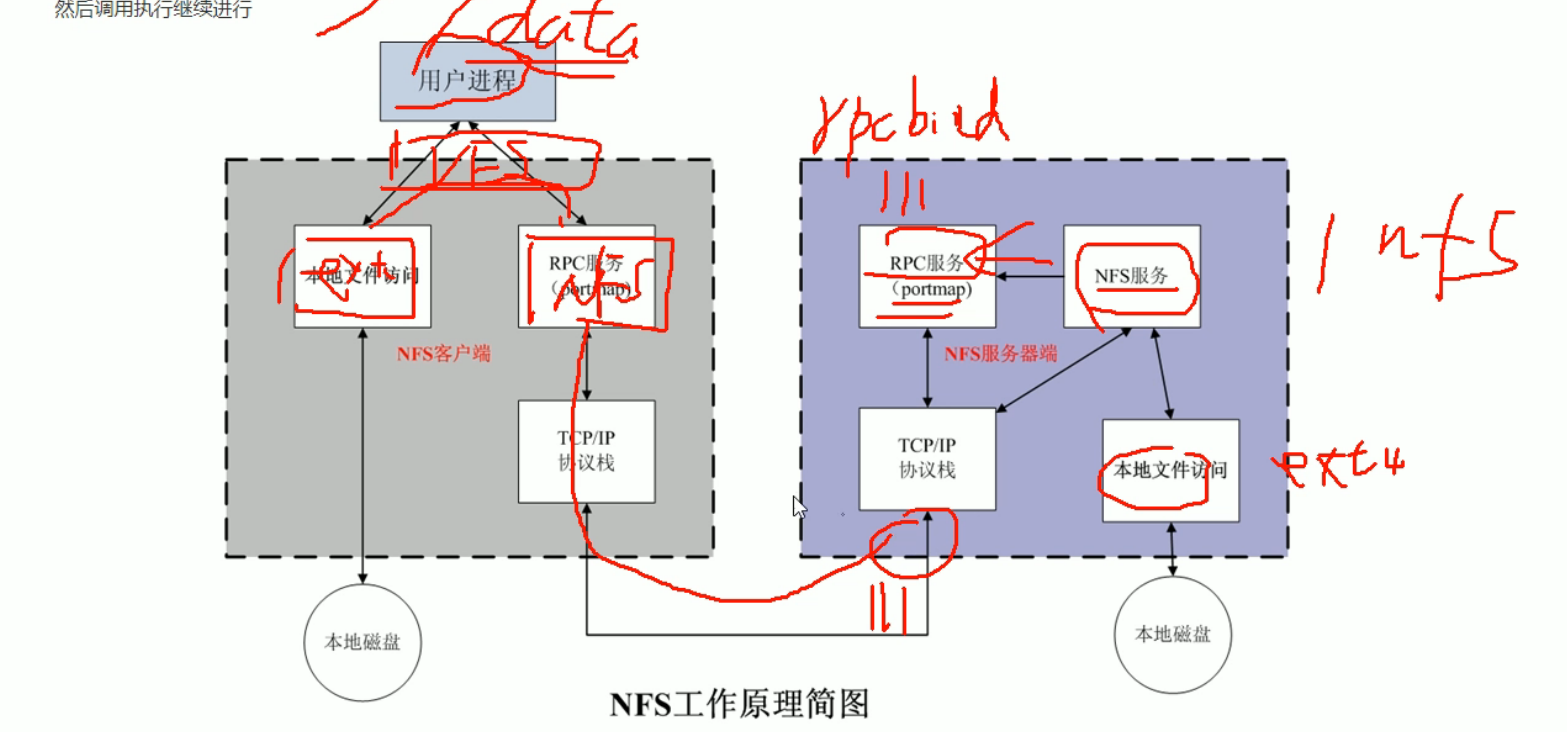 然后调用执行继续进行
/data
用户进程
VFS
rpcbind
111
本地文件访问
ext
RPC服务
(portmap)
NFS
RPC服务
(portmap)
NFS服务
nfs
NFS客户端
NFS服务器端
TCP/IP
协议栈
TCP/IP
协议栈
本地文件访问
ext4
111
本地磁盘
本地磁盘
NFS工作原理简图